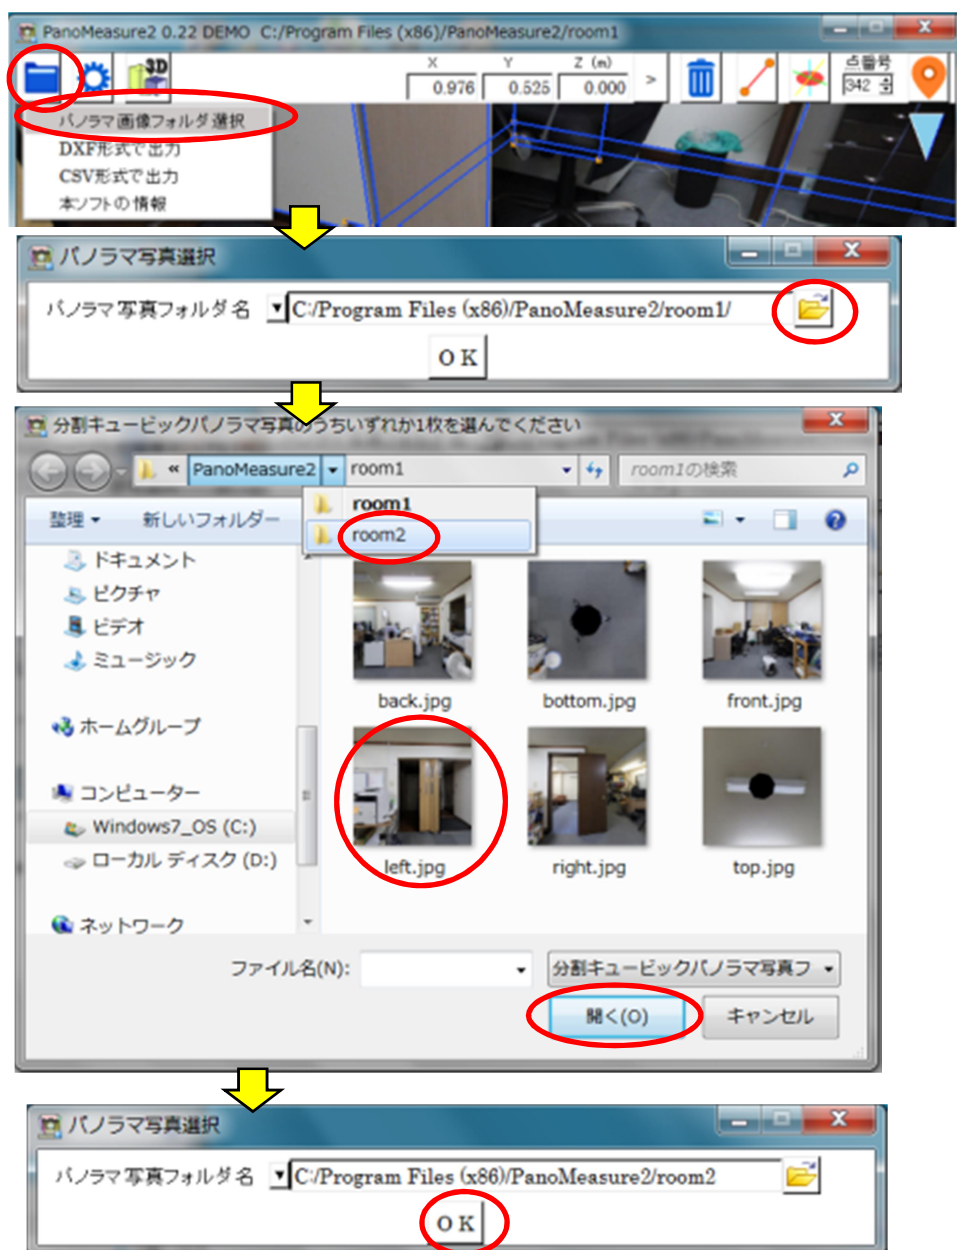 PanoMeasure2 0.22 DEMO C:/Program Files (x86)/PanoMeasure2/room1
3D
X Y Z (m)
0.976 0.525 0.000 >
点番号
342
パノラマ画像フォルダ選択
DXF形式で出力
CSV形式で出力
本ソフトの情報
パノラマ写真選択
パノラマ写真フォルダ名 C:/Program Files (x86)/PanoMeasure2/room1/
OK
分割キュービックパノラマ写真のうちいずれか1枚を選んでください
« PanoMeasure2 room1
room1の検索
整理 新しいフォルダー
room1
room2
ドキュメント
ピクチャ
ビデオ
ミュージック
ホームグループ
コンピューター
Windows7_OS (C:)
ローカル ディスク (D:)
ネットワーク
back.jpg bottom.jpg front.jpg
left.jpg right.jpg top.jpg
ファイル名(N):
分割キュービックパノラマ写真フ
開く(O) キャンセル
パノラマ写真選択
パノラマ写真フォルダ名 C:/Program Files (x86)/PanoMeasure2/room2
OK